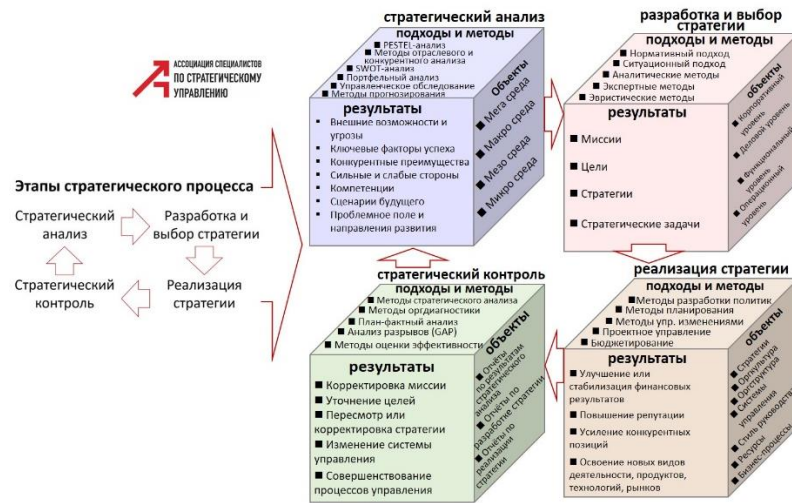 АССОЦИАЦИЯ СПЕЦИАЛИСТОВ
ПО СТРАТЕГИЧЕСКОМУ
УПРАВЛЕНИЮ
Этапы стратегического процесса
Стратегический
анализ
Разработка и
выбор стратегии
Стратегический
контроль
Реализация
стратегии
стратегический анализ
подходы и методы
PESTEL-анализ
Методы отраслевого и
конкурентного анализа
SWOT-анализ
Портфельный анализ
Управленческое обследование
Методы прогнозирования
результаты
Внешние возможности и
угрозы
Ключевые факторы успеха
Конкурентные преимущества
Сильные и слабые стороны
Компетенции
Сценарии будущего
Проблемное поле и
направления развития
объекты
Мега среда
Макро среда
Мезо среда
Микро среда
разработка и выбор
стратегии
подходы и методы
Нормативный подход
Ситуационный подход
Аналитические методы
Экспертные методы
Эвристические методы
результаты
Миссии
Цели
Стратегии
Стратегические задачи
объекты
Корпоративный
уровень
Деловой уровень
Функциональный
уровень
Операционный
уровень
стратегический контроль
подходы и методы
Методы стратегического анализа
Методы оргдиагностики
План-фактный анализ
Анализ разрывов (GAP)
Методы оценки эффективности
результаты
Корректировка миссии
Уточнение целей
Пересмотр или
корректировка стратегии
Изменение системы
управления
Совершенствование
процессов управления
объекты
Отчёты
по результатам
стратегического
анализа
Отчёты по
разработке стратегии
Отчёты по
реализации
стратегии
реализация стратегии
подходы и методы
Методы разработки политик
Методы планирования
Методы упр. изменениями
Проектное управление
Бюджетирование
результаты
Улучшение или
стабилизация финансовых
результатов
Повышение репутации
Усиление конкурентных
позиций
Освоение новых видов
деятельности, продуктов,
технологий, рынков
объекты
Стратегии
Оргкультура
Оргструктура
Системы
управления
Стиль руководства
Ресурсы
Бизнес-процессы